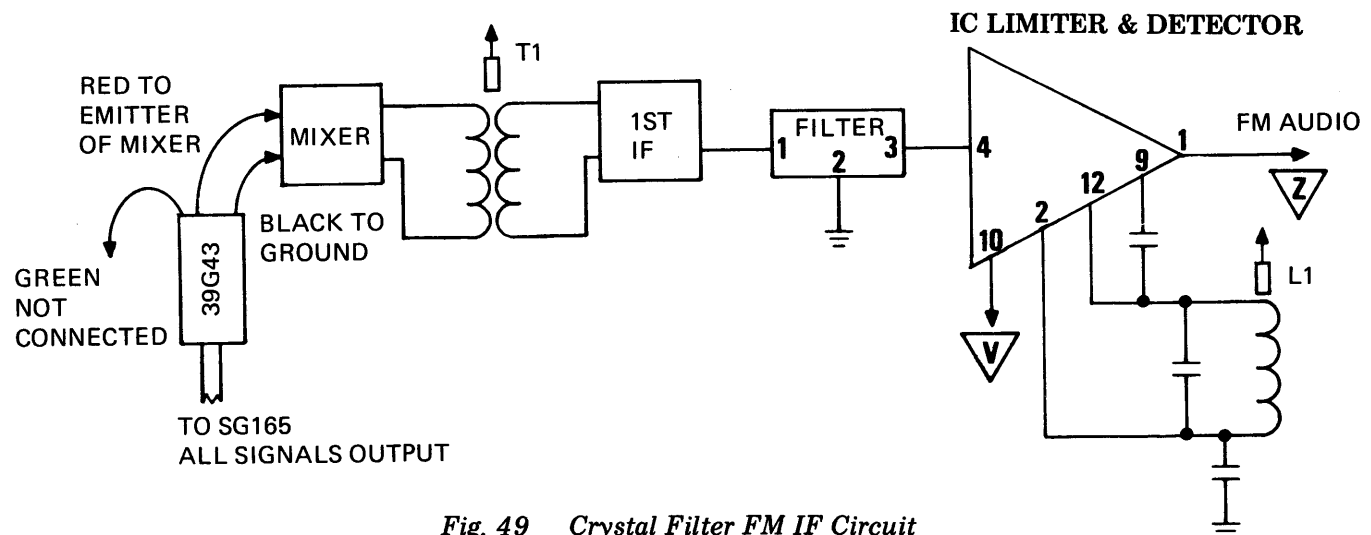 IC LIMITER & DETECTOR
T1
RED TO
EMITTER
OF MIXER
MIXER
1ST
IF
FILTER
1
2
3
4
1
FM AUDIO
Z
9
12
2
10
V
L1
BLACK TO
GROUND
39G43
GREEN
NOT
CONNECTED
TO SG165
ALL SIGNALS OUTPUT
Fig. 49 Crystal Filter FM IF Circuit